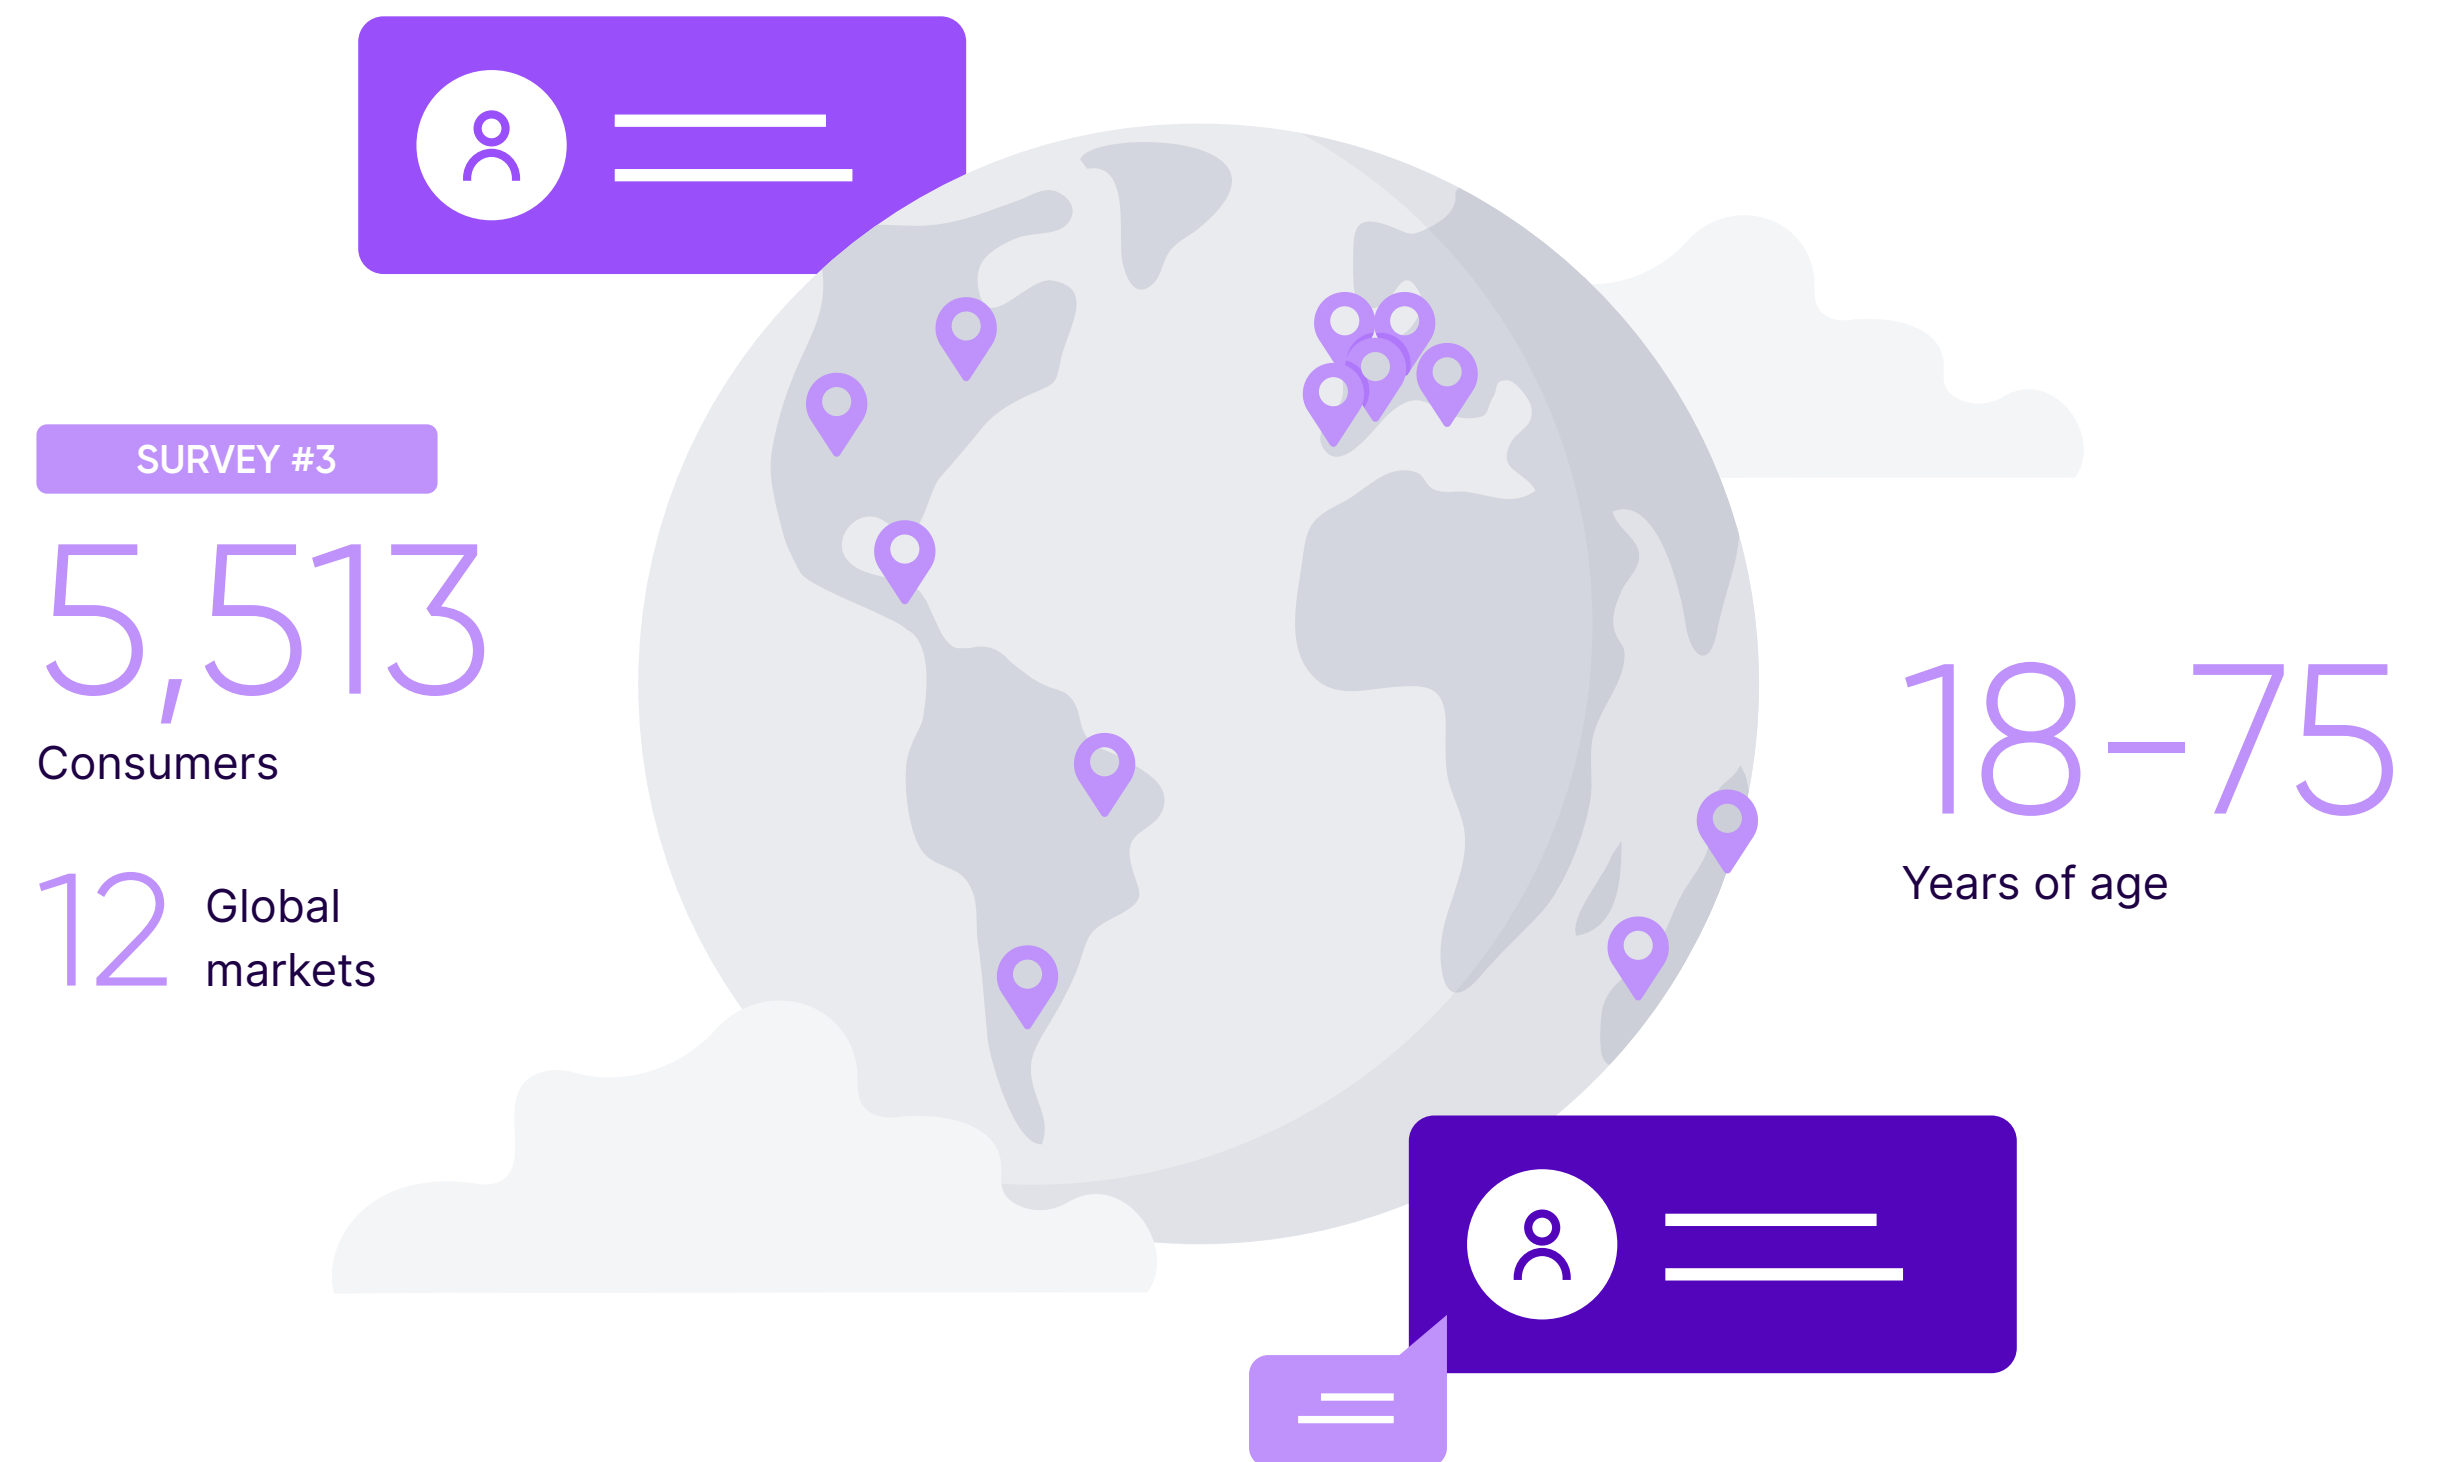 SURVEY #3
5,513
Consumers
12
Global
markets
18–75
Years of age